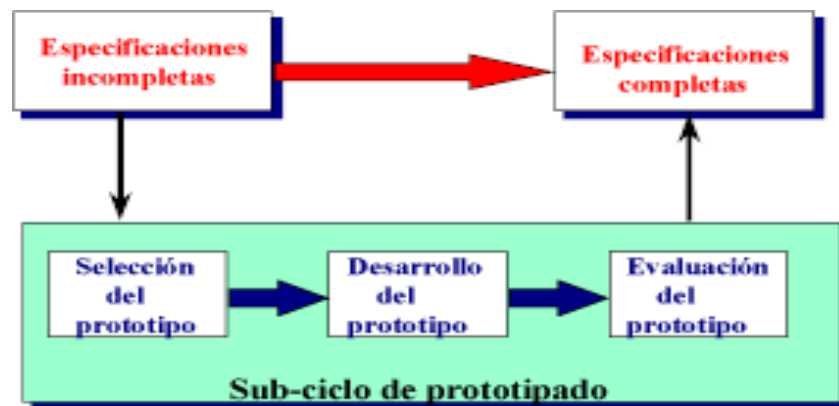 Especificaciones
incompletas
Especificaciones
completas
Selección
del
prototipo
Desarrollo
del
prototipo
Evaluación
del
prototipo
Sub-ciclo de prototipado